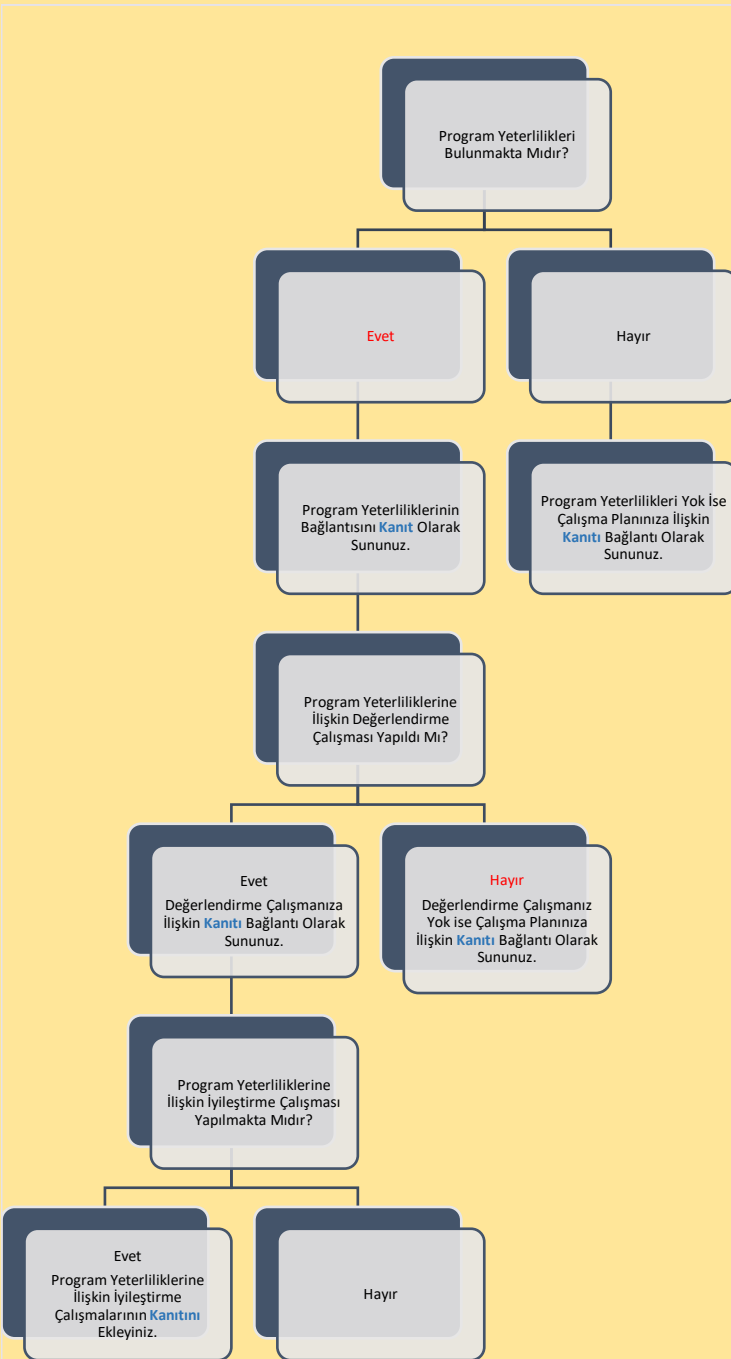 Program Yeterlilikleri
Bulunmakta Mıdır?
Evet
Hayır
Program Yeterliliklerinin
Bağlantısını Kanıt Olarak
Sununuz.
Program Yeterlilikleri Yok İse
Çalışma Planınıza İlişkin
Kanıtı Bağlantı Olarak
Sununuz.
Program Yeterliliklerine
İlişkin Değerlendirme
Çalışması Yapıldı Mı?
Evet
Değerlendirme Çalışmanıza
İlişkin Kanıtı Bağlantı Olarak
Sununuz.
Hayır
Değerlendirme Çalışmanız
Yok ise Çalışma Planınıza
İlişkin Kanıtı Bağlantı Olarak
Sununuz.
Program Yeterliliklerine
İlişkin İyileştirme Çalışması
Yapılmakta Mıdır?
Evet
Program Yeterliliklerine
İlişkin İyileştirme
Çalışmalarının Kanıtını
Ekleyiniz.
Hayır